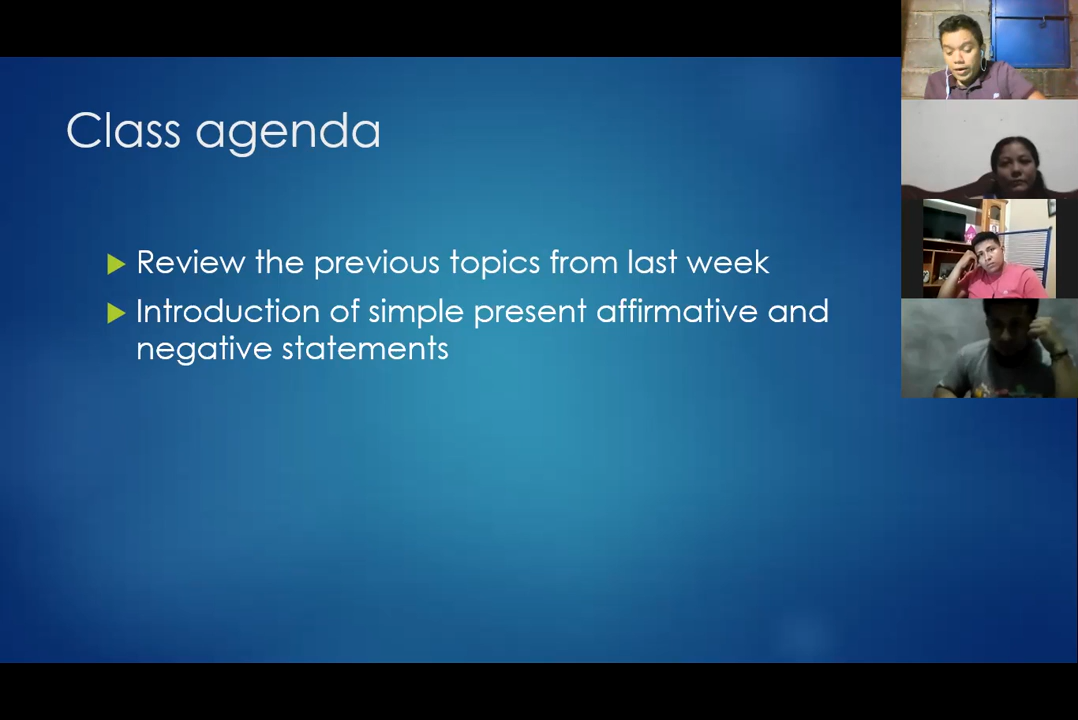 Class agenda
Review the previous topics from last week
Introduction of simple present affirmative and
negative statements